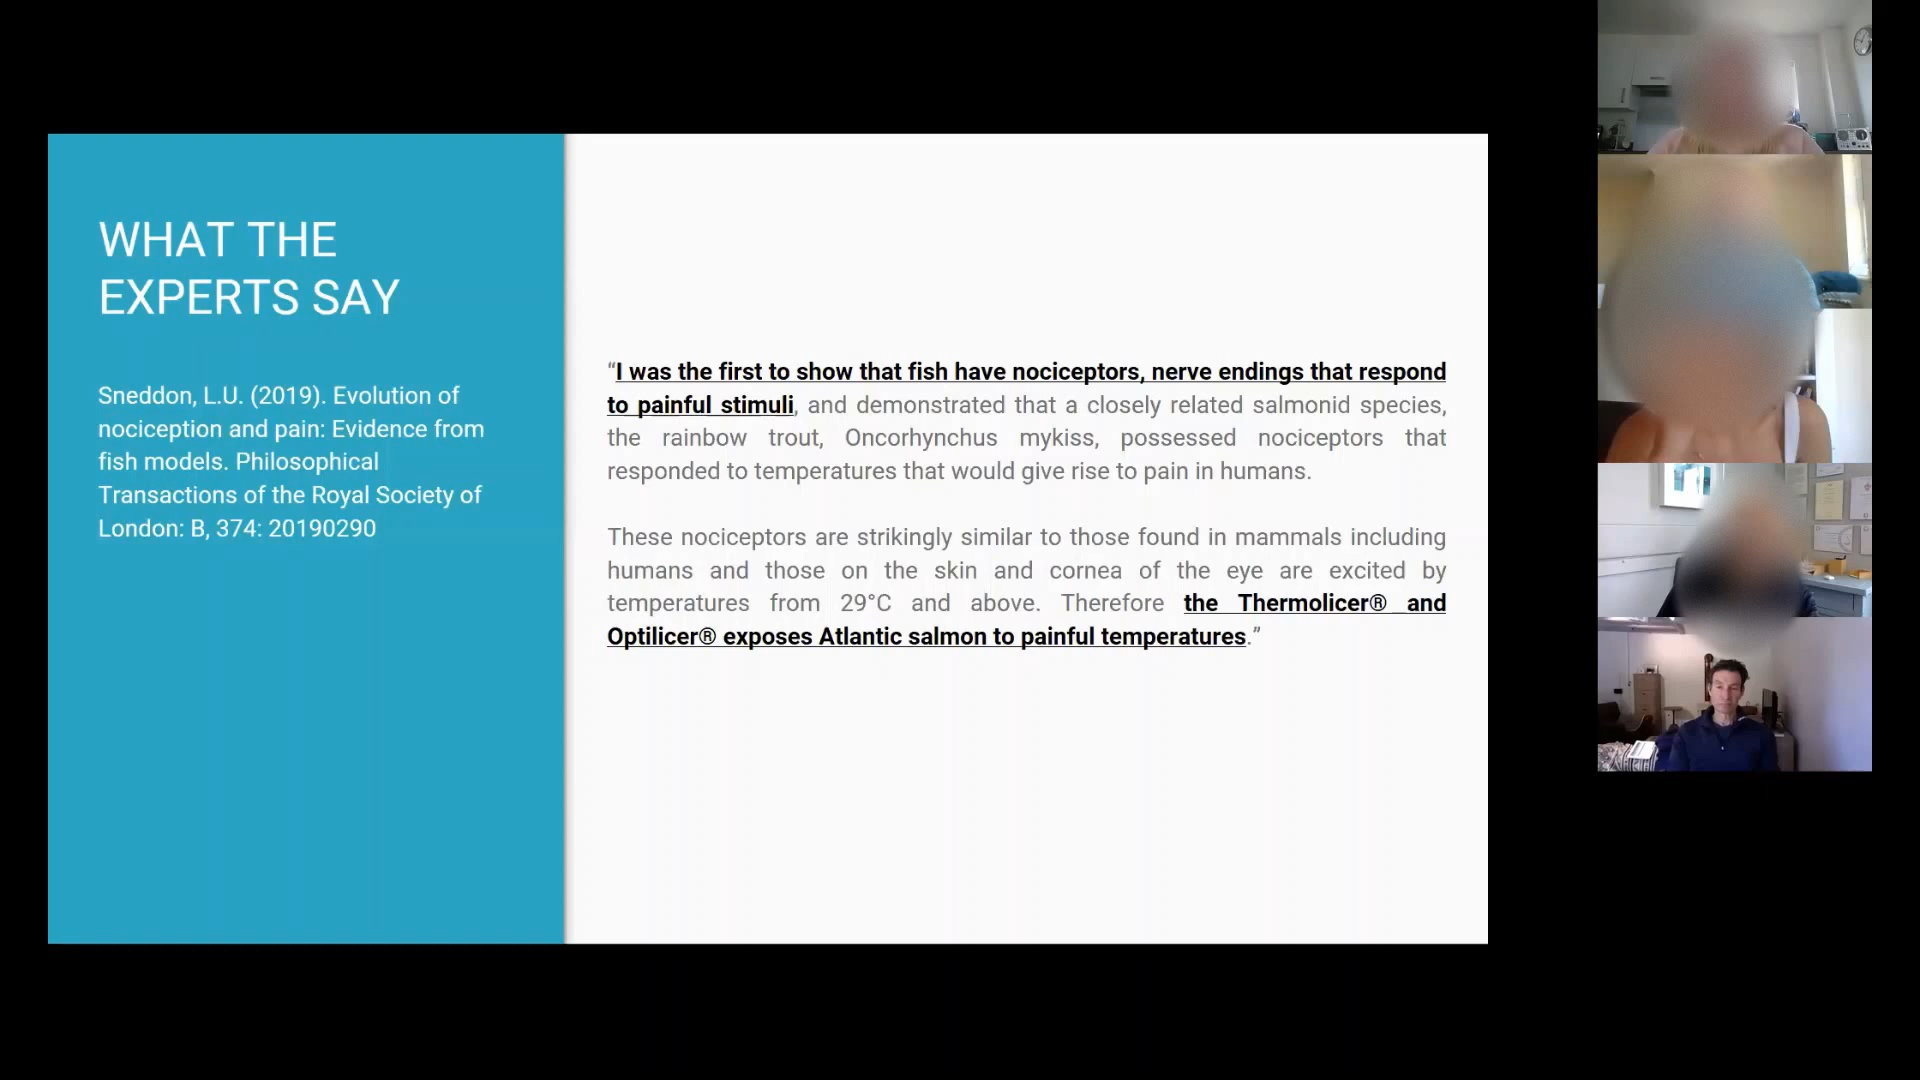 WHAT THE
EXPERTS SAY
Sneddon, L.U. (2019). Evolution of
nociception and pain: Evidence from
fish models. Philosophical
Transactions of the Royal Society of
London: B, 374: 20190290
“I was the first to show that fish have nociceptors, nerve endings that respond
to painful stimuli, and demonstrated that a closely related salmonid species,
the rainbow trout, Oncorhynchus mykiss, possessed nociceptors that
responded to temperatures that would give rise to pain in humans.
These nociceptors are strikingly similar to those found in mammals including
humans and those on the skin and cornea of the eye are excited by
temperatures from 29°C and above. Therefore the Thermolicer® and
Optilicer® exposes Atlantic salmon to painful temperatures.”